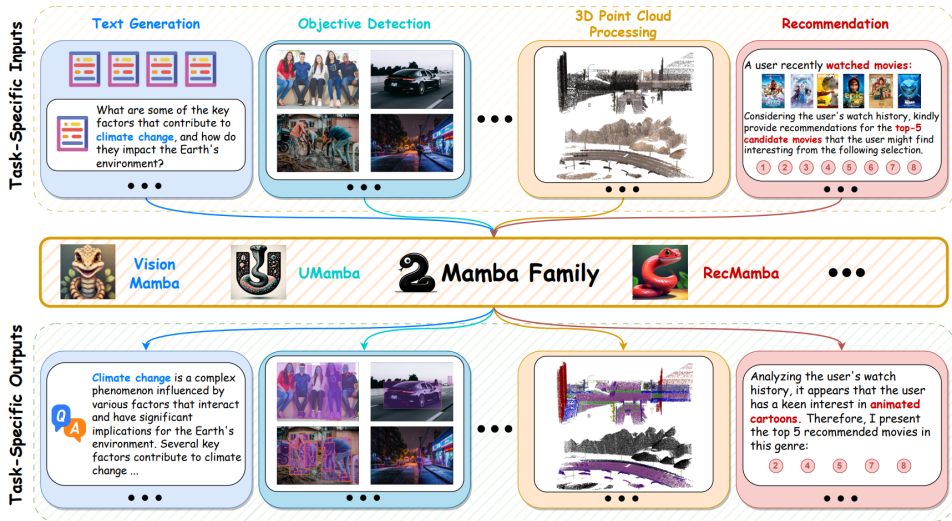 Task-Specific Inputs
Text Generation
What are some of the key
factors that contribute to
climate change, and how do
they impact the Earth's
environment?
Objective Detection
3D Point Cloud
Processing
Recommendation
A user recently watched movies:
epic
Considering the user's watch history, kindly
provide recommendations for the top-5
candidate movies that the user might find
interesting from the following selection.
1 2 3 4 5 6 7 8
Vision
Mamba
UMamba
Mamba Family
RecMamba
Task-Specific Outputs
Q
A
Climate change is a complex
phenomenon influenced by
various factors that interact
and have significant
implications for the Earth's
environment. Several key
factors contribute to climate
change ...
Analyzing the user's watch
history, it appears that the user
has a keen interest in animated
cartoons. Therefore, I present
the top 5 recommended movies in
this genre:
2 4 5 7 8